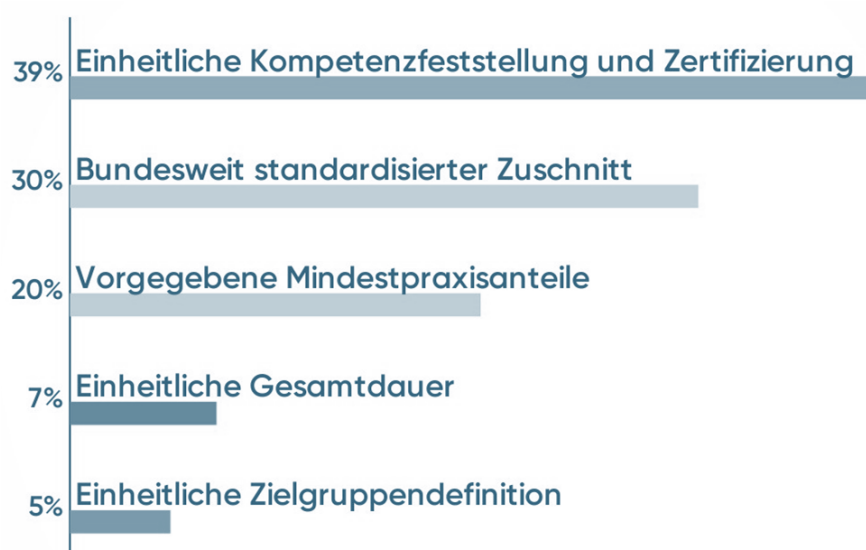 39% Einheitliche Kompetenzfeststellung und Zertifizierung
30% Bundesweit standardisierter Zuschnitt
20% Vorgegebene Mindestpraxisanteile
7% Einheitliche Gesamtdauer
5% Einheitliche Zielgruppendefinition